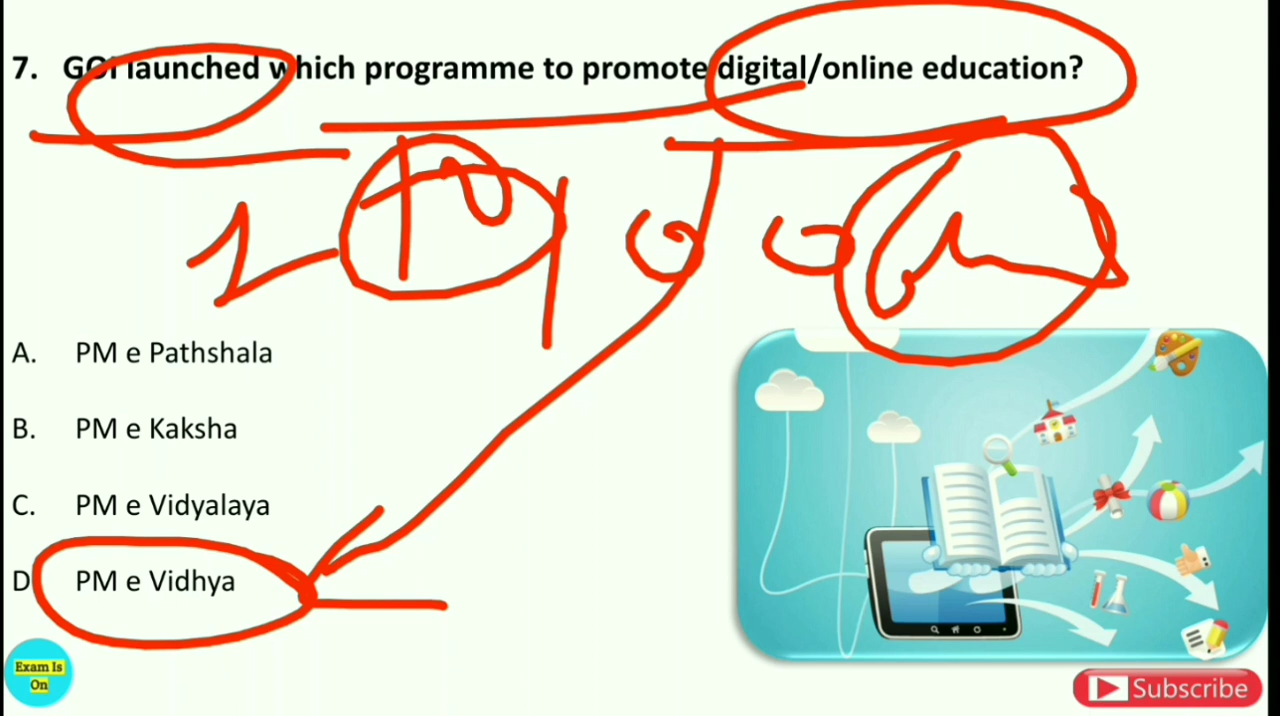 7. GOI launched which programme to promote digital/online education?
A. PM e Pathshala
B. PM e Kaksha
C. PM e Vidyalaya
D PM e Vidhya
Exam Is
On
Subscribe